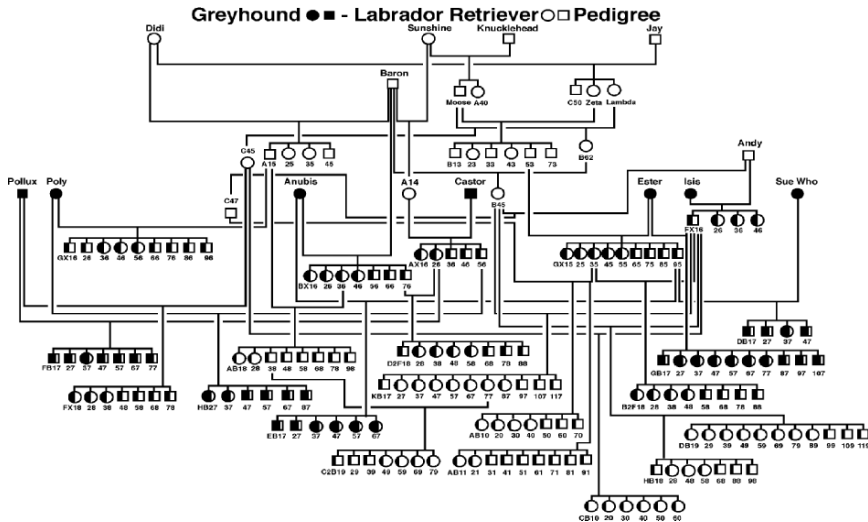 Greyhound - Labrador Retriever Pedigree
Didi Sunshine Knucklehead Jay
Baron
Moose A40 C50 Zeta Lambda
Andy
C45 A15 25 35 45 B13 23 33 43 53 73 B62
Pollux Poly Anubis A14 Castor Ester Isis Sue Who
C47 B45
FX16 26 36 46
GX16 26 36 46 56 66 76 86 96 AX16 26 36 46 56 GX15 25 35 45 55 65 75 85 95
BX16 26 36 46 56 66 76
DB17 27 37 47
FB17 27 37 47 57 67 77 AB18 28 38 48 58 68 78 98 D2F18 28 38 48 58 68 78 88 GB17 27 37 47 57 67 77 87 97 107
KB17 27 37 47 57 67 77 87 97 107 117
FX18 28 38 48 58 68 78 HB27 37 47 57 67 87 B2F18 28 38 48 58 68 78 88
EB17 27 37 47 57 67 AB10 20 30 40 50 60 70 DB19 29 39 49 59 69 79 89 99 109 119
C2B19 29 39 49 59 69 79 AB11 21 31 41 51 61 71 81 91 HB18 28 48 58 68 88 98
CB10 20 30 40 50 60